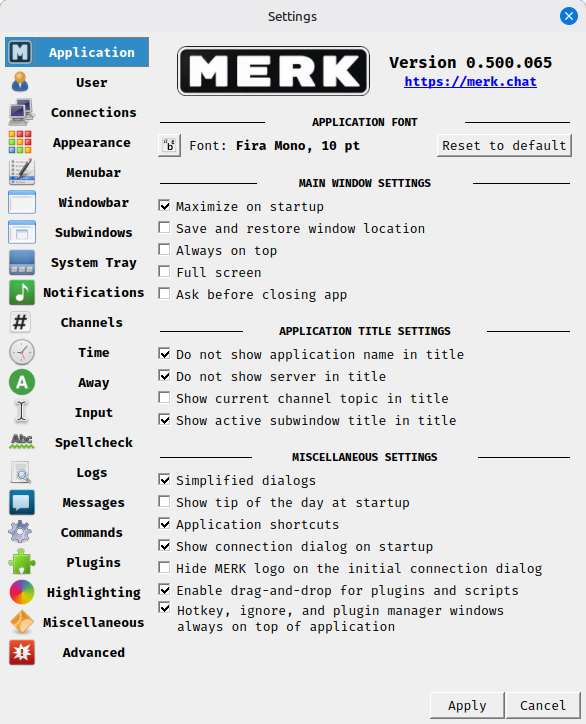 Settings
M Application
User
Connections
Appearance
Menubar
Windowbar
Subwindows
System Tray
Notifications
# Channels
Time
A Away
Input
Abc Spellcheck
Logs
Messages
Commands
Plugins
Highlighting
Miscellaneous
Advanced
MERK
Version 0.500.065
https://merk.chat
APPLICATION FONT
Font: Fira Mono, 10 pt
Reset to default
MAIN WINDOW SETTINGS
Maximize on startup
Save and restore window location
Always on top
Full screen
Ask before closing app
APPLICATION TITLE SETTINGS
Do not show application name in title
Do not show server in title
Show current channel topic in title
Show active subwindow title in title
MISCELLANEOUS SETTINGS
Simplified dialogs
Show tip of the day at startup
Application shortcuts
Show connection dialog on startup
Hide MERK logo on the initial connection dialog
Enable drag-and-drop for plugins and scripts
Hotkey, ignore, and plugin manager windows
always on top of application
Apply
Cancel